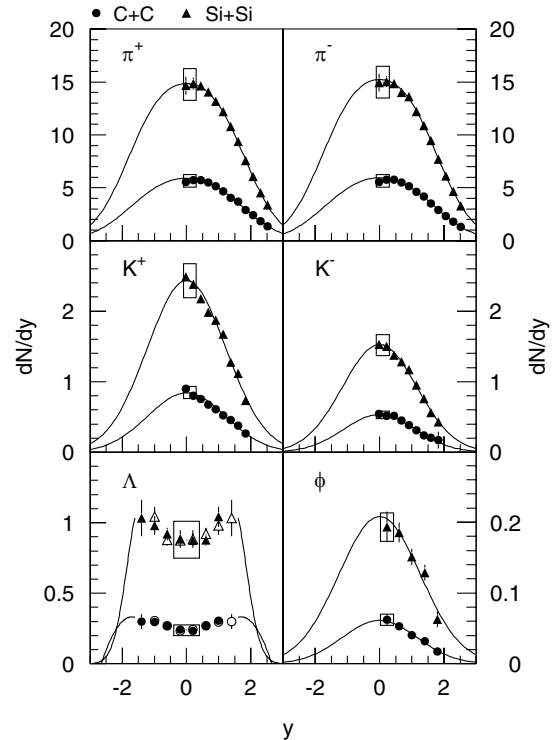 C+C Si+Si
20 20
π+ π-
15 15
10 10
5 5
0 0
K+ K-
dN/dy dN/dy
2 2
1 1
0 0
Λ ϕ
1 0.2
0.5 0.1
0 0
-2 0 2 -2 0 2
y